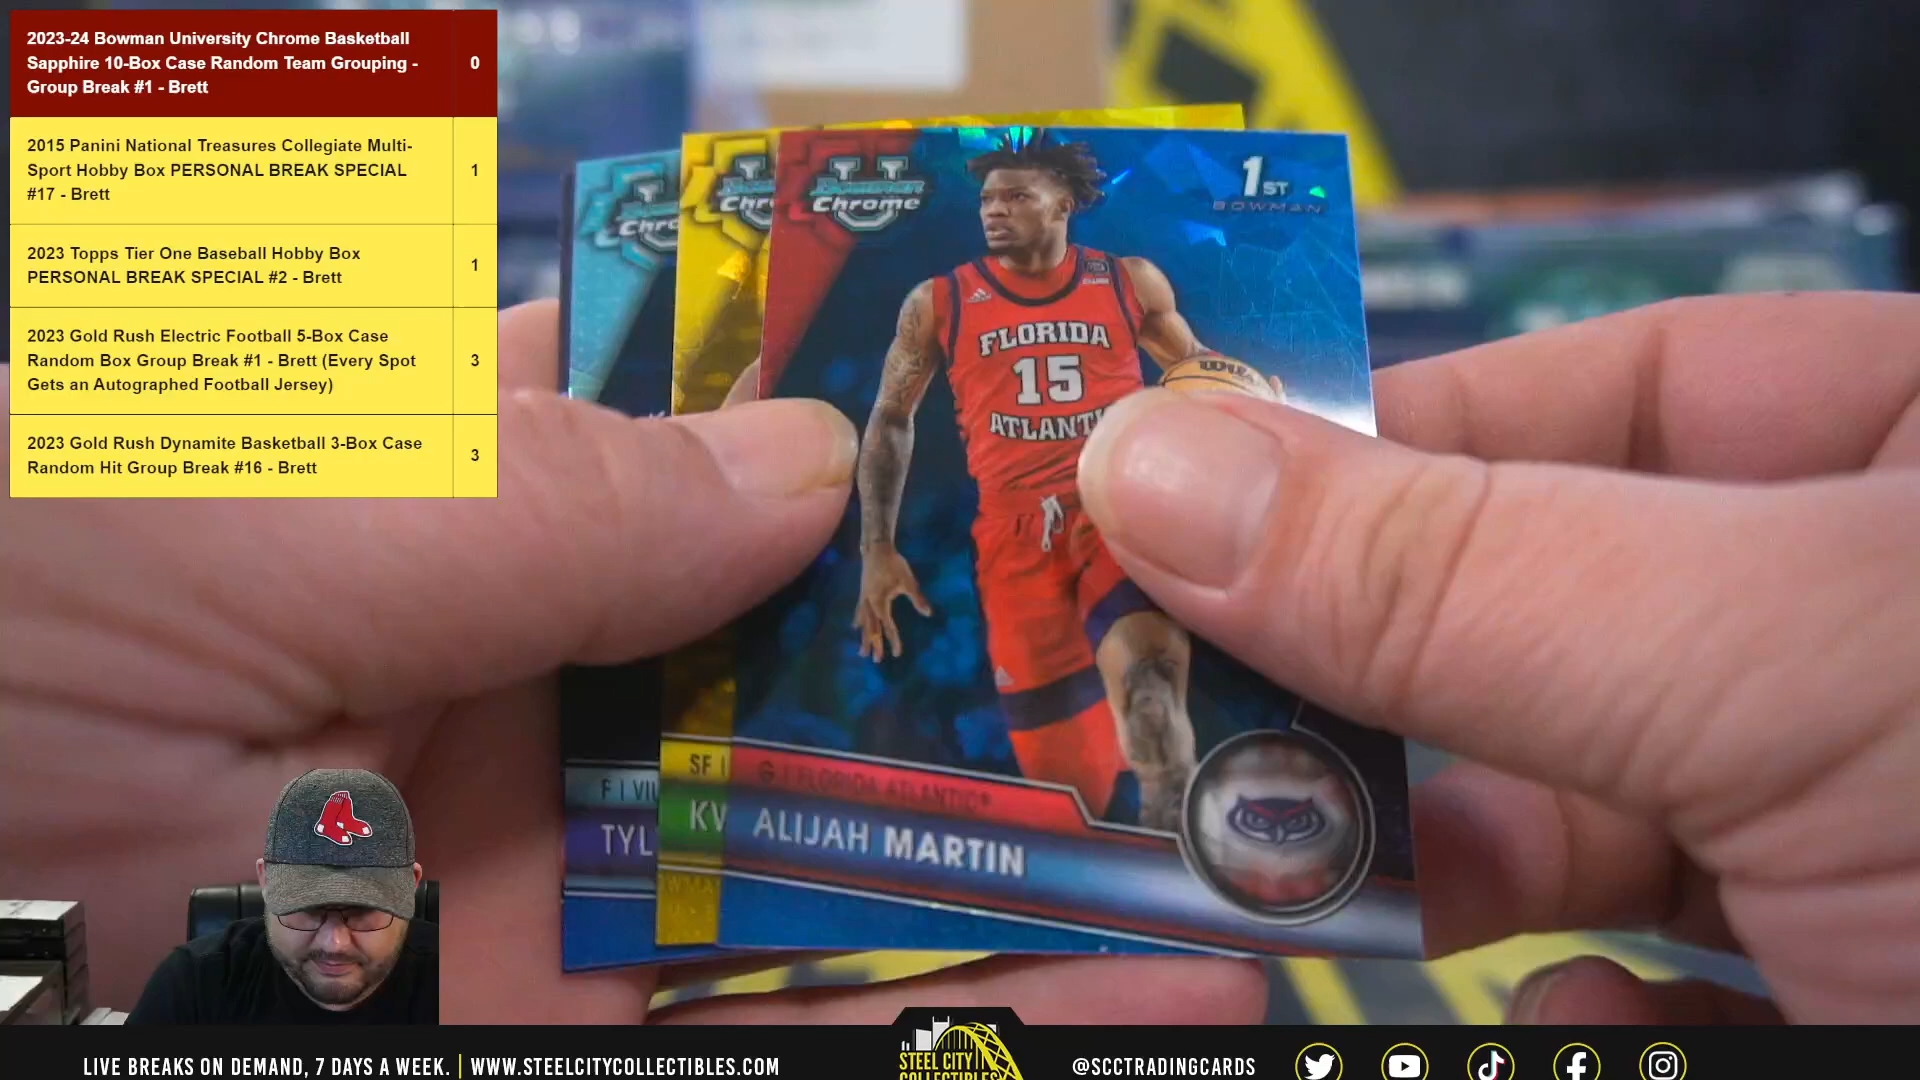 2023-24 Bowman University Chrome Basketball
Sapphire 10-Box Case Random Team Grouping -
Group Break #1 - Brett
0
2015 Panini National Treasures Collegiate Multi-
Sport Hobby Box PERSONAL BREAK SPECIAL
#17 - Brett
1
2023 Topps Tier One Baseball Hobby Box
PERSONAL BREAK SPECIAL #2 - Brett
1
2023 Gold Rush Electric Football 5-Box Case
Random Box Group Break #1 - Brett (Every Spot
Gets an Autographed Football Jersey)
3
2023 Gold Rush Dynamite Basketball 3-Box Case
Random Hit Group Break #16 - Brett
3
Bowman
Chrome
1ST
BOWMAN
FLORIDA
15
ATLANT
G | FLORIDA ATLANTIC
ALIJAH MARTIN
SF |
KV
F | VIL
TYL
LIVE BREAKS ON DEMAND, 7 DAYS A WEEK. | WWW.STEELCITYCOLLECTIBLES.COM
STEEL CITY
COLLECTIBLES
@SCCTRADINGCARDS